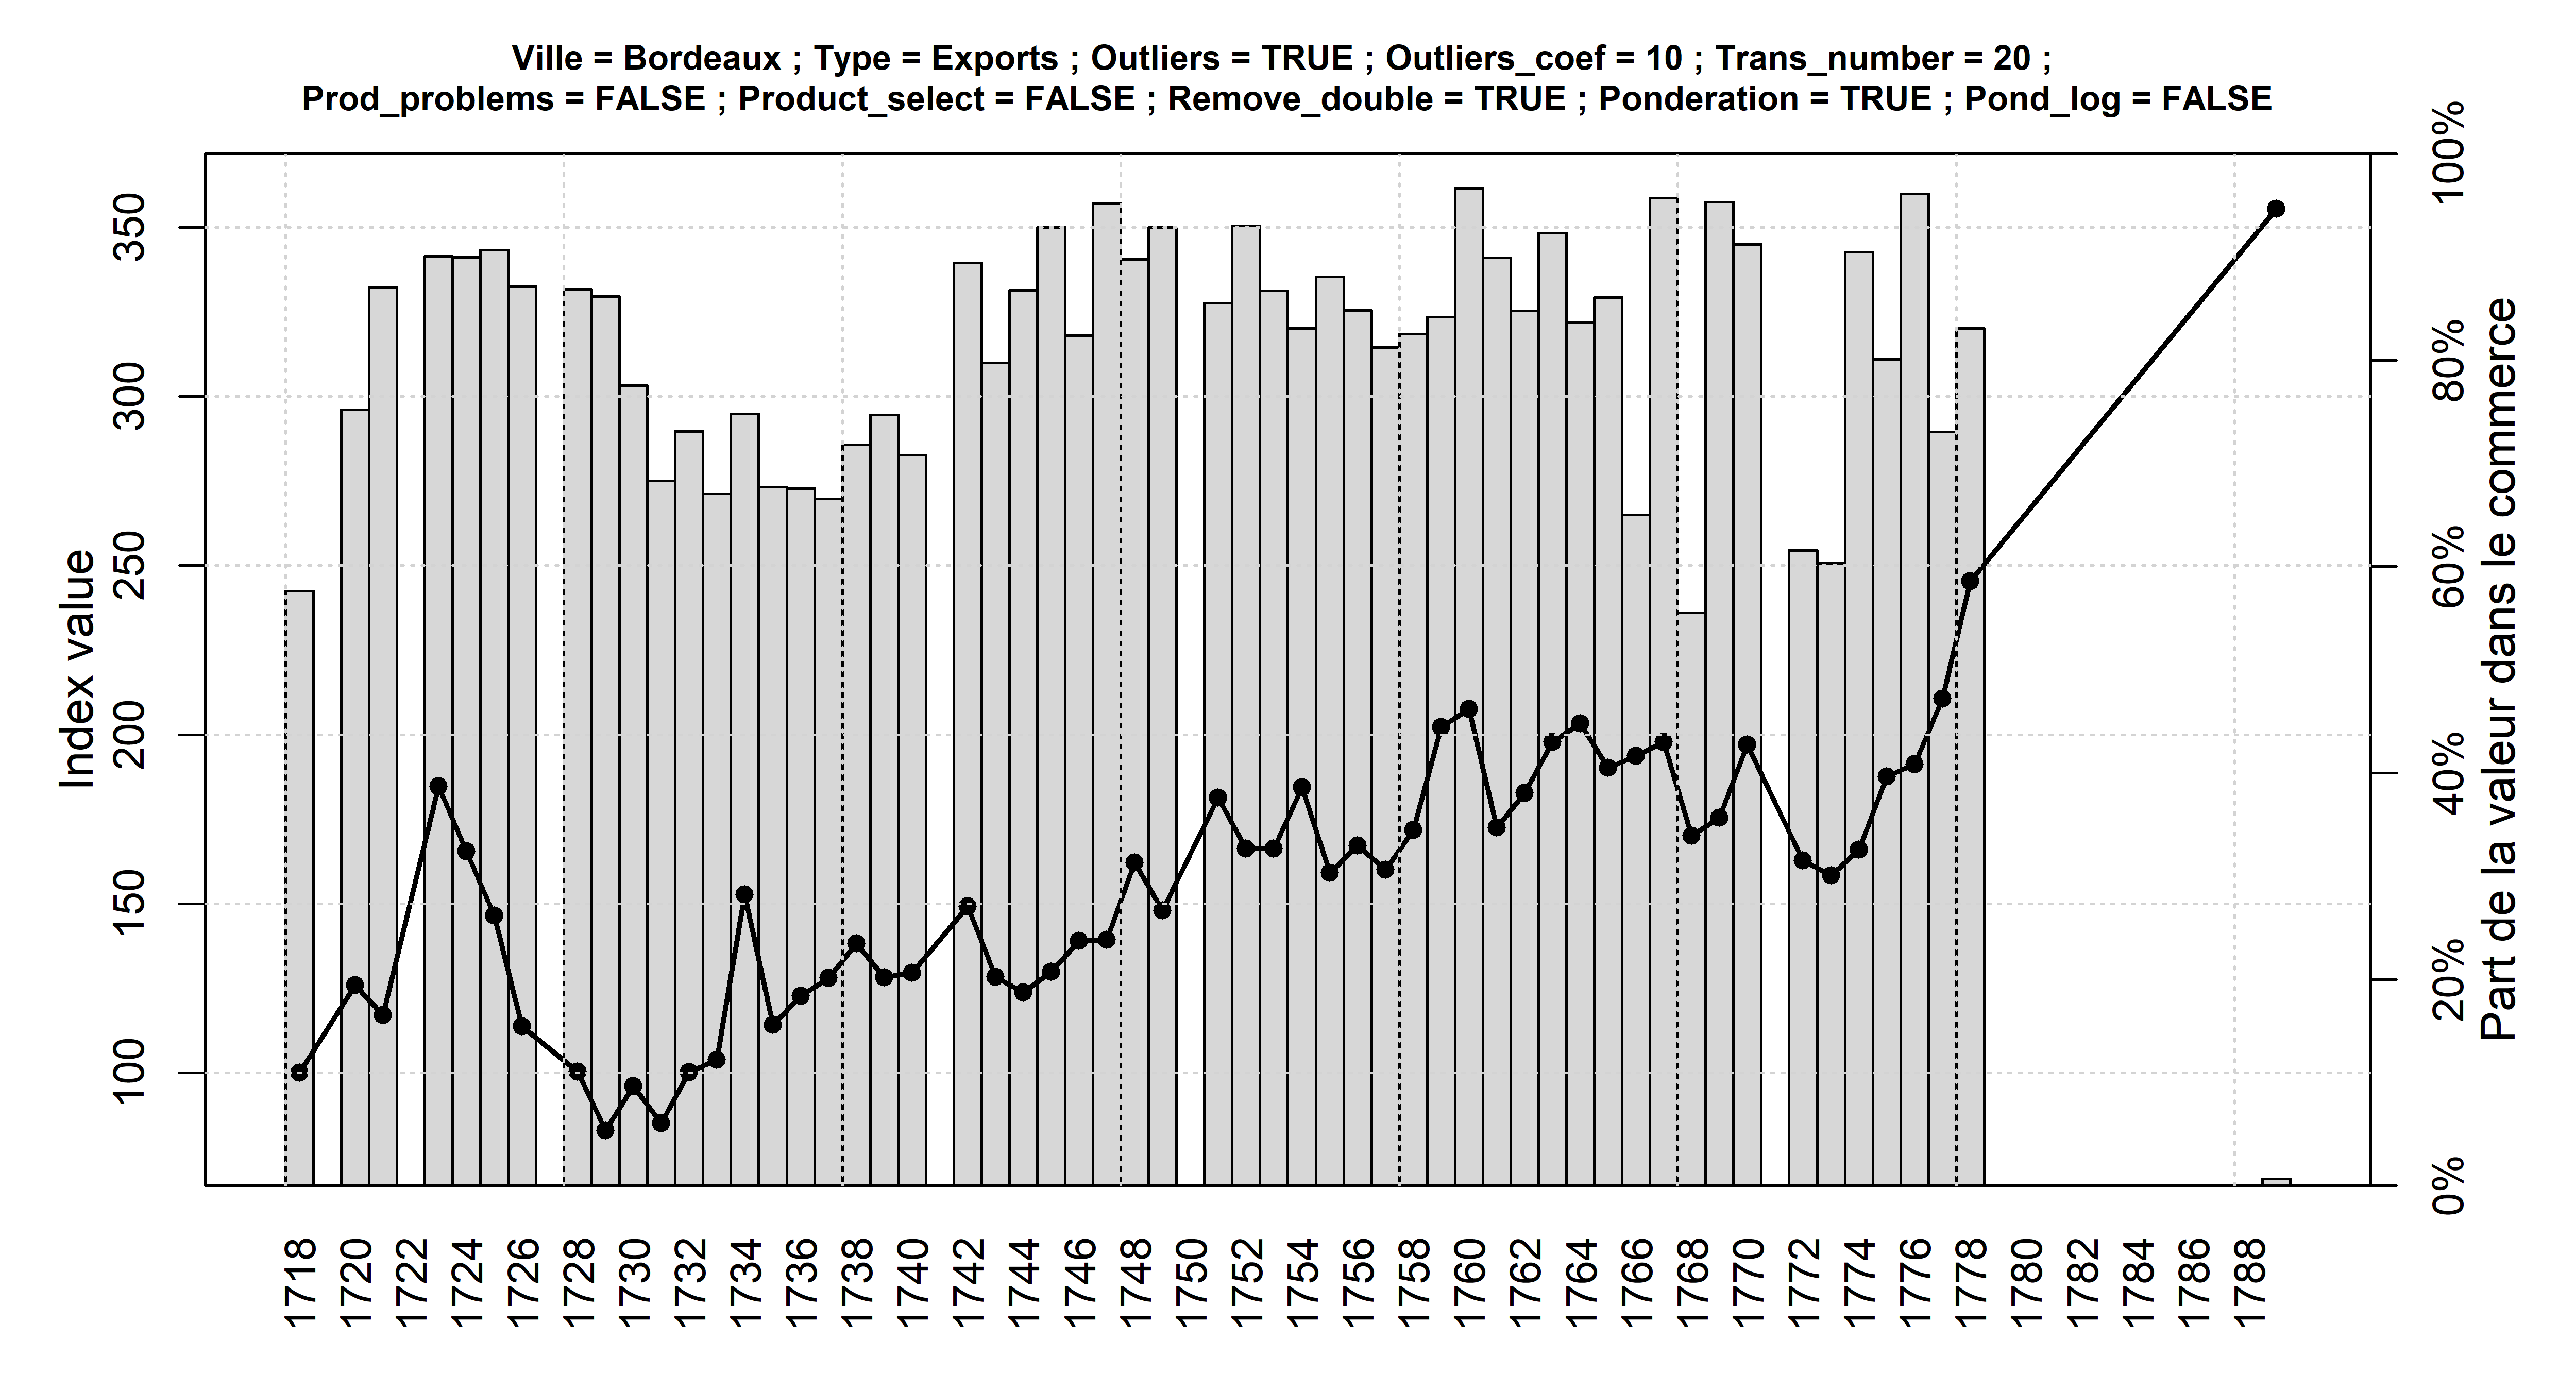 Ville = Bordeaux ; Type = Exports ; Outliers = TRUE ; Outliers_coef = 10 ; Trans_number = 20 ;
Prod_problems = FALSE ; Product_select = FALSE ; Remove_double = TRUE ; Ponderation = TRUE ; Pond_log = FALSE
Index value
350
300
250
200
150
100
100%
80%
60%
40%
20%
0%
Part de la valeur dans le commerce
1718 1720 1722 1724 1726 1728 1730 1732 1734 1736 1738 1740 1742 1744 1746 1748 1750 1752 1754 1756 1758 1760 1762 1764 1766 1768 1770 1772 1774 1776 1778 1780 1782 1784 1786 1788